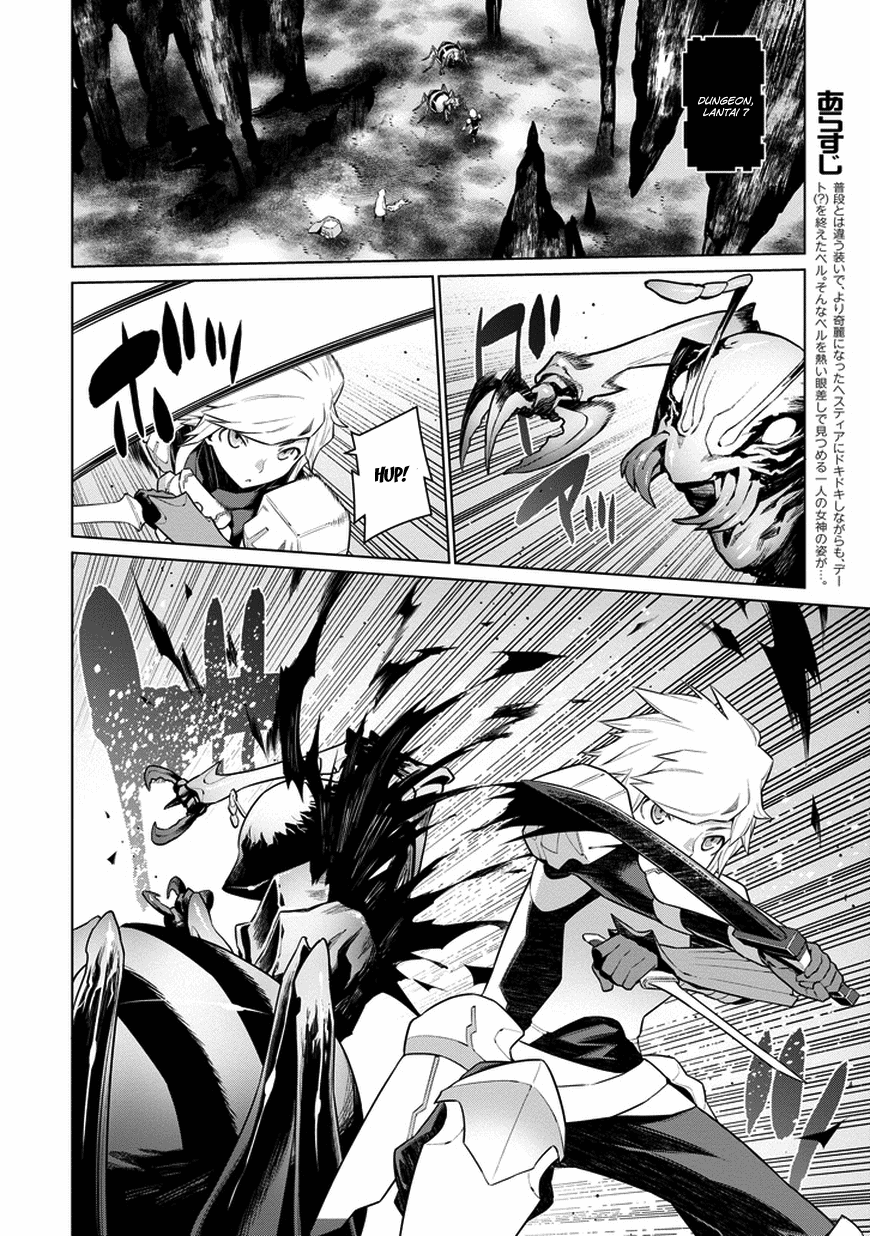 DUNGEON,
LANTAI 7
あらすじ
普段とは違う装いで、より奇麗になったヘスティアにドキドキしながらも、デー
ト(?)を終えたベル。そんなベルを熱い眼差しで見つめる一人の女神の姿が…。
HUP!